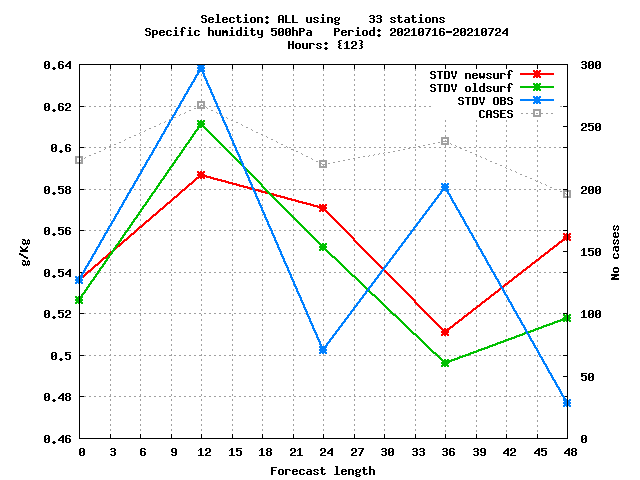 Selection: ALL using    33 stations
Specific humidity 500hPa   Period: 20210716-20210724
Hours: {12}
STDV newsurf
STDV oldsurf
STDV OBS
CASES
0.64
0.62
0.6
0.58
0.56
0.54
0.52
0.5
0.48
0.46
g/Kg
300
250
200
150
100
50
0
No cases
0 3 6 9 12 15 18 21 24 27 30 33 36 39 42 45 48
Forecast length